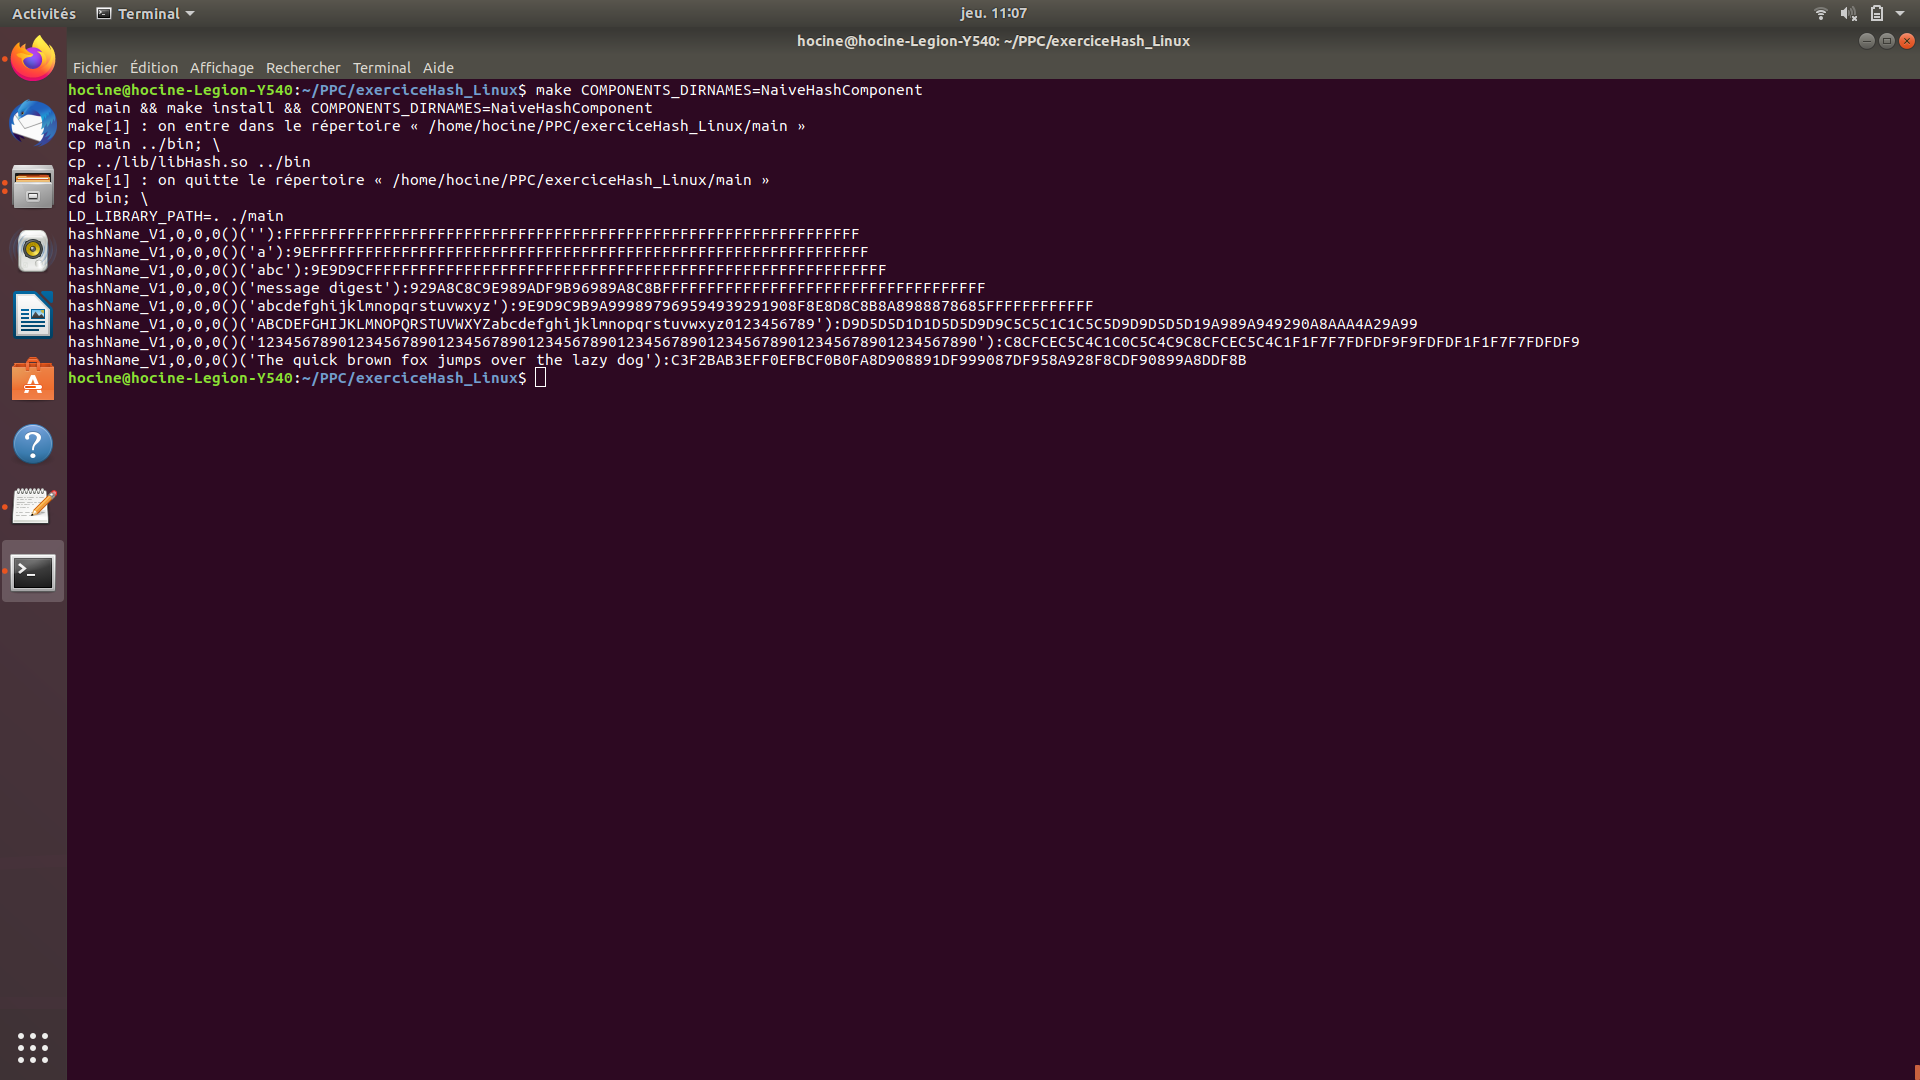 Activités Terminal jeu. 11:07
hocine@hocine-Legion-Y540: ~/PPC/exerciceHash_Linux
Fichier Édition Affichage Rechercher Terminal Aide
hocine@hocine-Legion-Y540:~/PPC/exerciceHash_Linux$ make COMPONENTS_DIRNAMES=NaiveHashComponent
cd main && make install && COMPONENTS_DIRNAMES=NaiveHashComponent
make[1] : on entre dans le répertoire « /home/hocine/PPC/exerciceHash_Linux/main »
cp main ../bin; \
cp ../lib/libHash.so ../bin
make[1] : on quitte le répertoire « /home/hocine/PPC/exerciceHash_Linux/main »
cd bin; \
LD_LIBRARY_PATH=. ./main
hashName_V1,0,0,0()(''):FFFFFFFFFFFFFFFFFFFFFFFFFFFFFFFFFFFFFFFFFFFFFFFFFFFFFFFFFFFFFFFF
hashName_V1,0,0,0()('a'):9EFFFFFFFFFFFFFFFFFFFFFFFFFFFFFFFFFFFFFFFFFFFFFFFFFFFFFFFFFFFFFF
hashName_V1,0,0,0()('abc'):9E9D9CFFFFFFFFFFFFFFFFFFFFFFFFFFFFFFFFFFFFFFFFFFFFFFFFFFFFFFFFFF
hashName_V1,0,0,0()('message digest'):929A8C8C9E989ADF9B96989A8C8BFFFFFFFFFFFFFFFFFFFFFFFFFFFFFFFFFFFF
hashName_V1,0,0,0()('abcdefghijklmnopqrstuvwxyz'):9E9D9C9B9A999897969594939291908F8E8D8C8B8A8988878685FFFFFFFFFFFF
hashName_V1,0,0,0()('ABCDEFGHIJKLMNOPQRSTUVWXYZabcdefghijklmnopqrstuvwxyz0123456789'):D9D5D5D1D1D5D5D9D9C5C5C1C1C5C5D9D9D5D5D19A989A949290A8AAA4A29A99
hashName_V1,0,0,0()('12345678901234567890123456789012345678901234567890123456789012345678901234567890'):C8CFCEC5C4C1C0C5C4C9C8CFCEC5C4C1F1F7F7FDFDF9F9FDFDF1F1F7F7FDFDF9
hashName_V1,0,0,0()('The quick brown fox jumps over the lazy dog'):C3F2BAB3EFF0EFBCF0B0FA8D908891DF999087DF958A928F8CDF90899A8DDF8B
hocine@hocine-Legion-Y540:~/PPC/exerciceHash_Linux$